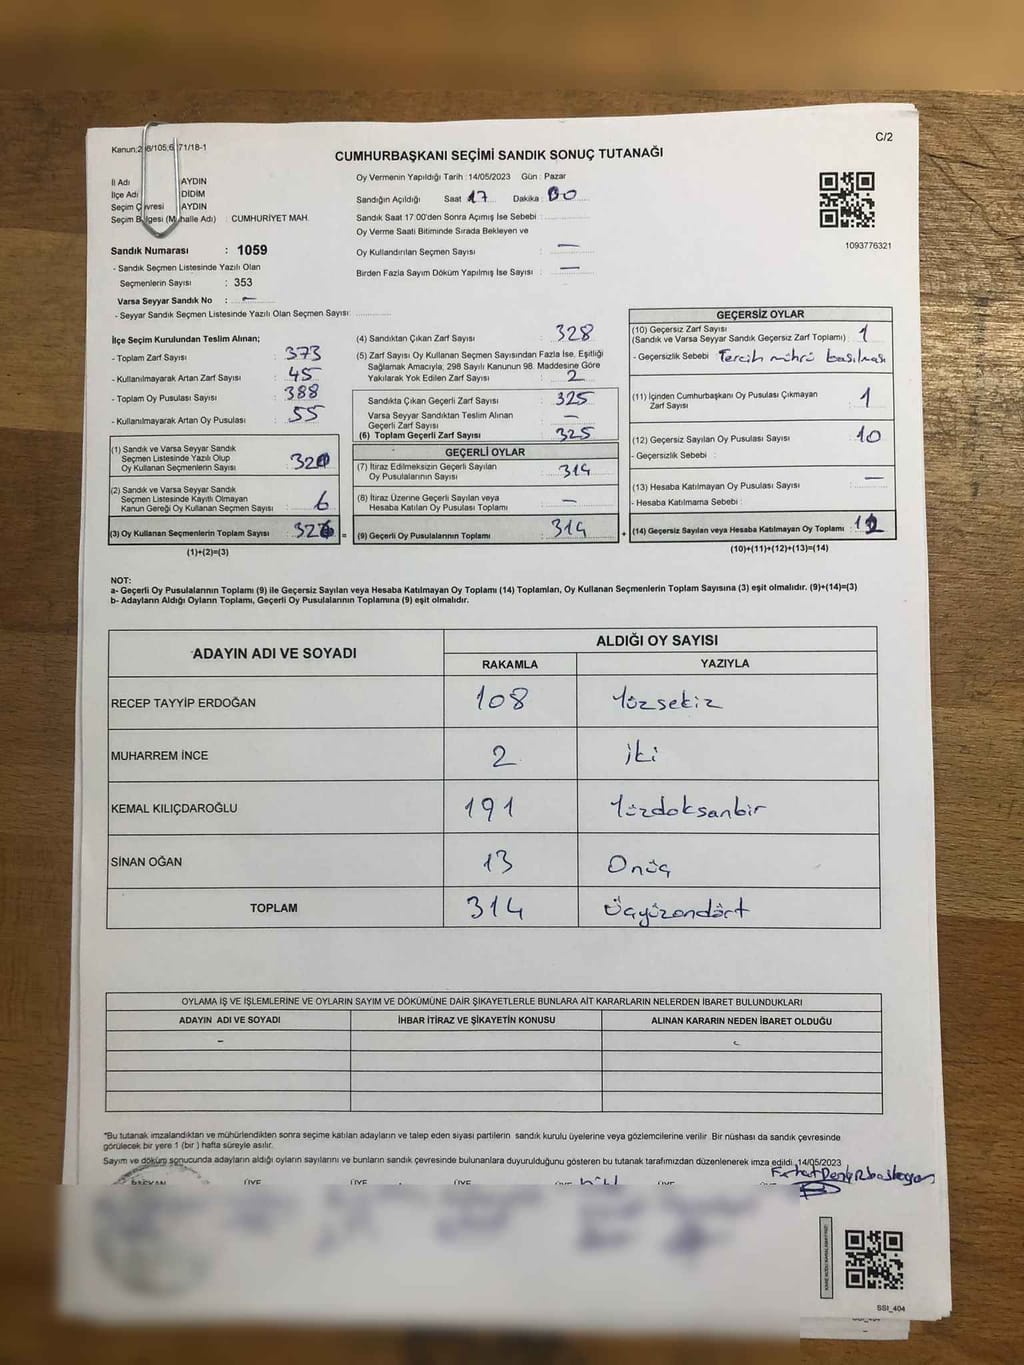 C/2
CUMHURBAŞKANI SEÇİMİ SANDIK SONUÇ TUTANAĞI
İl Adı AYDIN
İlçe Adı DİDİM
Seçim Çevresi AYDIN
: CUMHURİYET MAH.
Sandık Numarası : 1059
- Sandık Seçmen Listesinde Yazılı Olan
Seçmenlerin Sayısı : 353
Varsa Seyyar Sandık No : –
- Seyyar Sandık Seçmen Listesinde Yazılı Olan Seçmen Sayısı:
Oy Vermenin Yapıldığı Tarih : 14/05/2023 Gün : Pazar
Sandığın Açıldığı Saat 17 Dakika:
Sandık Saat 17:00'den Sonra Açımış İse Sebebi :
Oy Verme Saati Bitiminde Sırada Bekleyen ve
Oy Kullandırılan Seçmen Sayısı : —
Birden Fazla Sayım Döküm Yapılmış İse Sayısı : —
1093776321
İlçe Seçim Kurulundan Teslim Alınan;
- Toplam Zarf Sayısı : 373
- Kullanılmayarak Artan Zarf Sayısı : 45
- Toplam Oy Pusulası Sayısı : 388
- Kullanılmayarak Artan Oy Pusulası : 55
(1) Sandık ve Varsa Seyyar Sandık
Seçmen Listesinde Yazılı Olup
Oy Kullanan Seçmenlerin Sayısı : 320
(2) Sandık ve Varsa Seyyar Sandık
Seçmen Listesinde Kayıtlı Olmayan
Kanun Gereği Oy Kullanan Seçmen Sayısı : 6
(3) Oy Kullanan Seçmenlerin Toplam Sayısı : 326 =
(1)+(2)=(3)
(4) Sandıktan Çıkan Zarf Sayısı : 328
(5) Zarf Sayısı Oy Kullanan Seçmen Sayısından Fazla İse, Eşitliği
Sağlamak Amacıyla, 298 Sayılı Kanunun 98. Maddesine Göre
Yakılarak Yok Edilen Zarf Sayısı : 2
Sandıkta Çıkan Geçerli Zarf Sayısı : 325
Varsa Seyyar Sandıktan Teslim Alınan
Geçerli Zarf Sayısı : —
(6) Toplam Geçerli Zarf Sayısı : 325
GEÇERLİ OYLAR
(7) İtiraz Edilmeksizin Geçerli Sayılan
Oy Pusulalarının Sayısı : 314
(8) İtiraz Üzerine Geçerli Sayılan veya
Hesaba Katılan Oy Pusulası Toplamı : —
(9) Geçerli Oy Pusulalarının Toplamı : 314 +
GEÇERSİZ OYLAR
(10) Geçersiz Zarf Sayısı
(Sandık ve Varsa Seyyar Sandık Geçersiz Zarf Toplamı) : 1
- Geçersizlik Sebebi : Tercih mührü basılması
(11) İçinden Cumhurbaşkanı Oy Pusulası Çıkmayan
Zarf Sayısı : 1
(12) Geçersiz Sayılan Oy Pusulası Sayısı : 10
- Geçersizlik Sebebi :
(13) Hesaba Katılmayan Oy Pusulası Sayısı : —
- Hesaba Katılmama Sebebi :
(14) Geçersiz Sayılan veya Hesaba Katılmayan Oy Toplamı : 12
(10)+(11)+(12)+(13)=(14)
NOT:
a- Geçerli Oy Pusulalarının Toplamı (9) ile Geçersiz Sayılan veya Hesaba Katılmayan Oy Toplamı (14) Toplamları, Oy Kullanan Seçmenlerin Toplam Sayısına (3) eşit olmalıdır. (9)+(14)=(3)
b- Adayların Aldığı Oyların Toplamı, Geçerli Oy Pusulalarının Toplamına (9) eşit olmalıdır.
ADAYIN ADI VE SOYADI ALDIĞI OY SAYISI
RAKAMLA YAZIYLA
RECEP TAYYİP ERDOĞAN 108 Yüzsekiz
MUHARREM İNCE 2 İki
KEMAL KILIÇDAROĞLU 191 Yüzdoksanbir
SİNAN OĞAN 13 Onüç
TOPLAM 314 Üçyüzondört
OYLAMA İŞ VE İŞLEMLERİNE VE OYLARIN SAYIM VE DÖKÜMÜNE DAİR ŞİKAYETLERLE BUNLARA AİT KARARLARIN NELERDEN İBARET BULUNDUKLARI
ADAYIN ADI VE SOYADI İHBAR İTİRAZ VE ŞİKAYETİN KONUSU ALINAN KARARIN NEDEN İBARET OLDUĞU
–
*Bu tutanak imzalandıktan ve mühürlendikten sonra seçime katılan adayların ve talep eden siyasi partilerin sandık kurulu üyelerine veya gözlemcilerine verilir. Bir nüshası da sandık çevresinde
görülecek bir yere 1 (bir ) hafta süreyle asılır.
Sayım ve döküm sonucunda adayların aldığı oyların sayılarını ve bunların sandık çevresinde bulunanlara duyurulduğunu gösteren bu tutanak tarafımızdan düzenlenerek imza edildi. 14/05/2023
BAŞKAN ÜYE ÜYE ÜYE ÜYE ÜYE
SSI_404